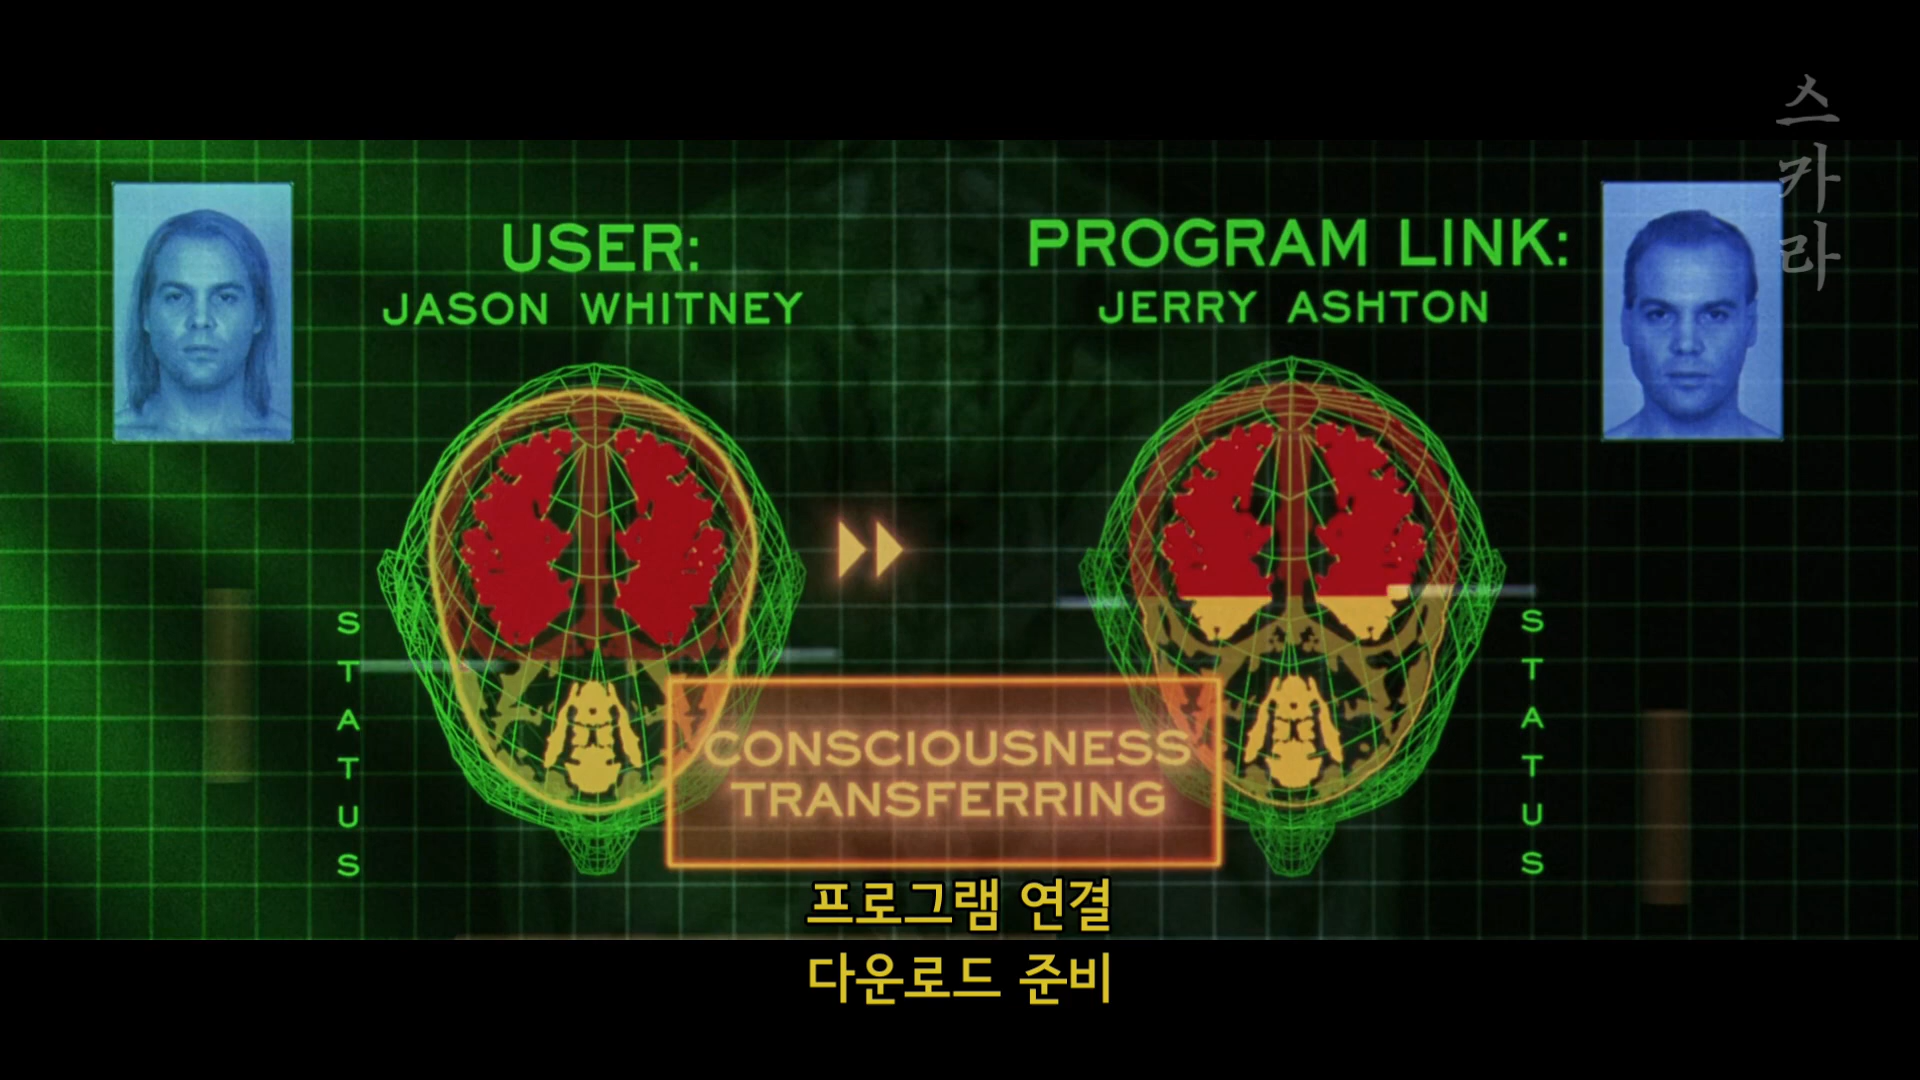 스카라
USER:
JASON WHITNEY
PROGRAM LINK:
JERRY ASHTON
STATUS
STATUS
CONSCIOUSNESS
TRANSFERRING
프로그램 연결
다운로드 준비